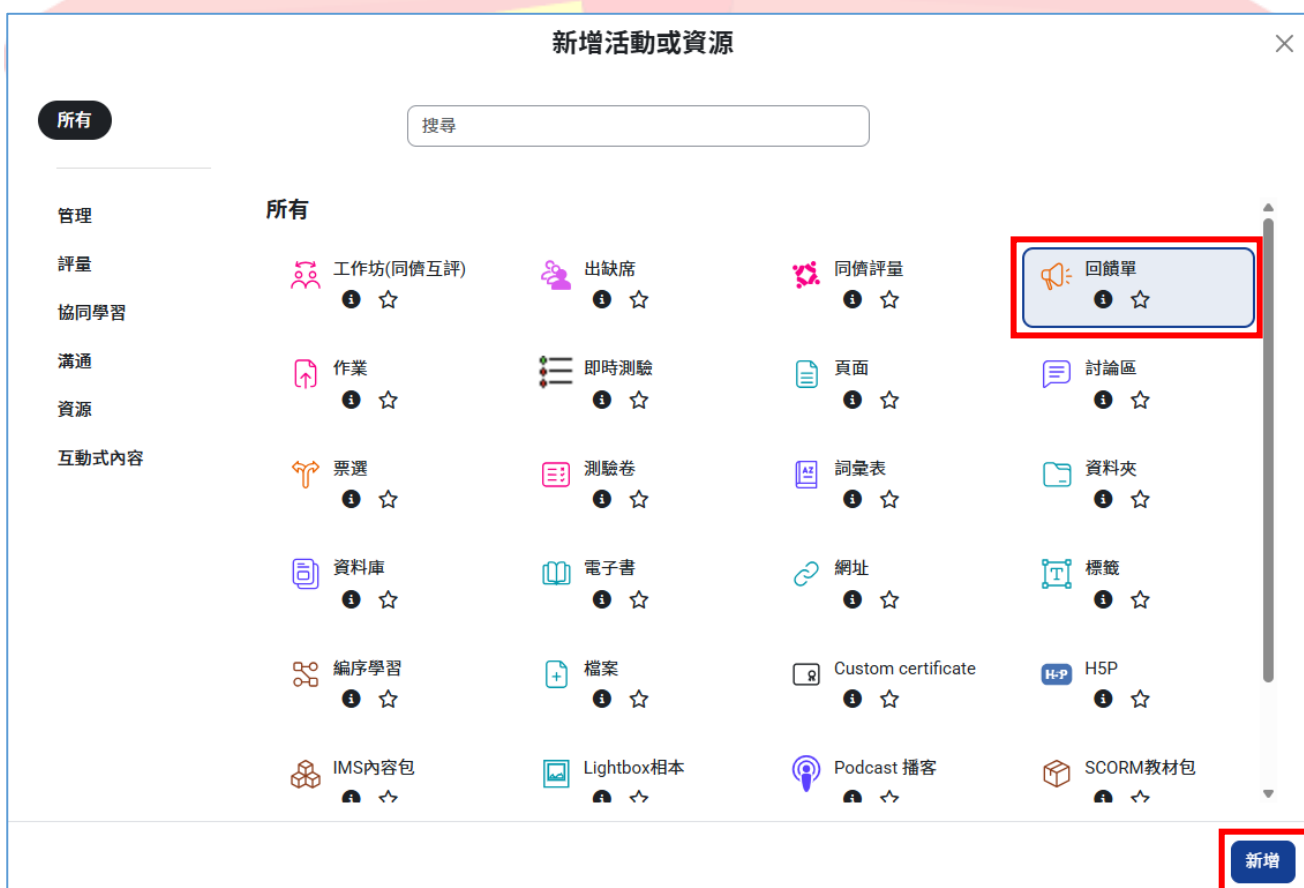 新增活動或資源
所有
搜尋
管理
評量
協同學習
溝通
資源
互動式內容
所有
工作坊(同儕互評)
出缺席
同儕評量
回饋單
作業
即時測驗
頁面
討論區
票選
測驗卷
詞彙表
資料夾
資料庫
電子書
網址
標籤
編序學習
檔案
Custom certificate
H5P
IMS內容包
Lightbox相本
Podcast 播客
SCORM教材包
新增